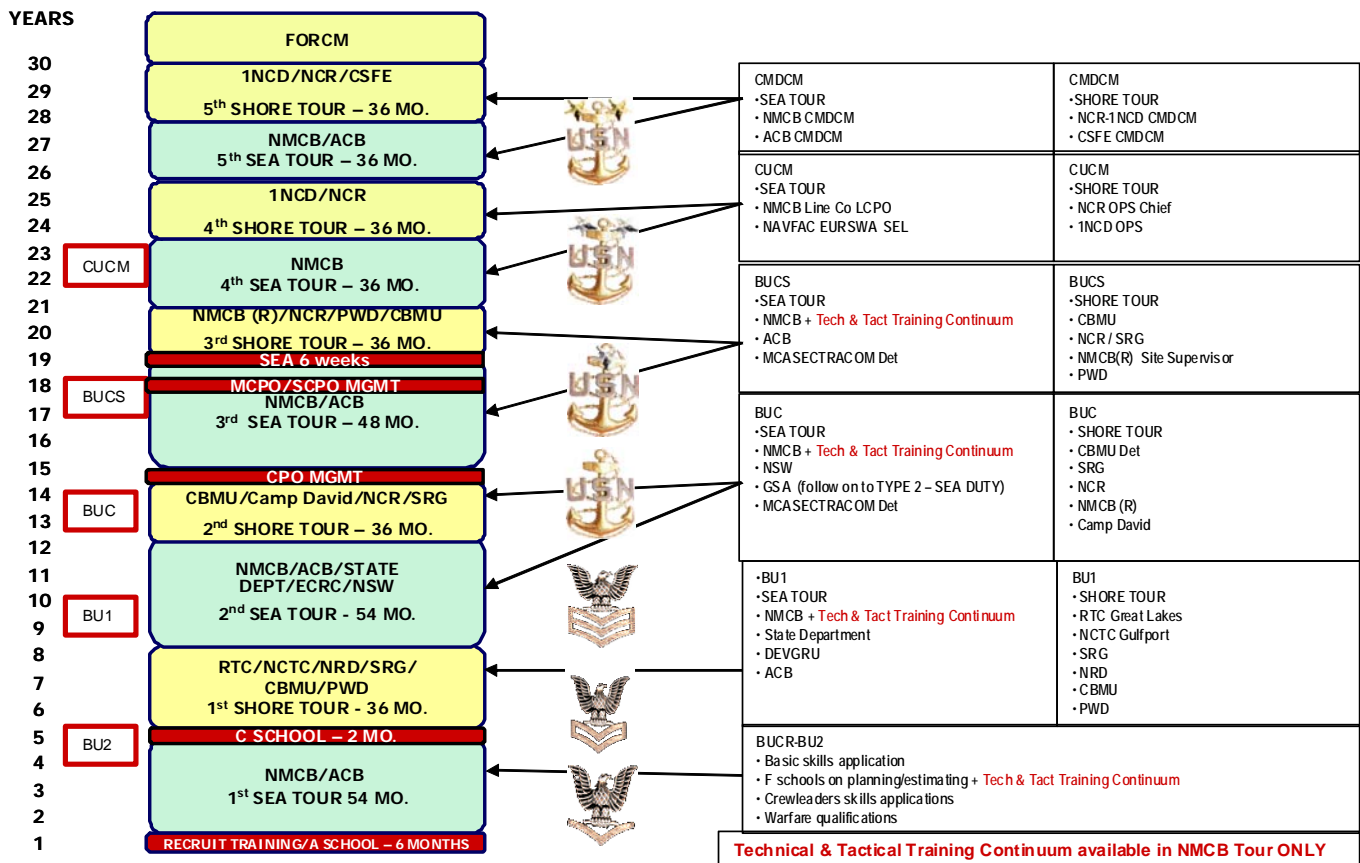 YEARS
30
29
28
27
26
25
24
23
22
21
20
19
18
17
16
15
14
13
12
11
10
9
8
7
6
5
4
3
2
1
CUCM
BUCS
BUC
BU1
BU2
FORCM
1NCD/NCR/CSFE
5th SHORE TOUR – 36 MO.
NMCB/ACB
5th SEA TOUR – 36 MO.
1NCD/NCR
4th SHORE TOUR – 36 MO.
NMCB
4th SEA TOUR – 36 MO.
NMCB (R)/NCR/PWD/CBMU
3rd SHORE TOUR – 36 MO.
SEA 6 weeks
MCPO/SCPO MGMT
NMCB/ACB
3rd SEA TOUR – 48 MO.
CPO MGMT
CBMU/Camp David/NCR/SRG
2nd SHORE TOUR – 36 MO.
NMCB/ACB/STATE
DEPT/ECRC/NSW
2nd SEA TOUR - 54 MO.
RTC/NCTC/NRD/SRG/
CBMU/PWD
1st SHORE TOUR - 36 MO.
C SCHOOL – 2 MO.
NMCB/ACB
1st SEA TOUR 54 MO.
RECRUIT TRAINING/A SCHOOL – 6 MONTHS
USN
USN
USN
USN
CMDCM
•SEA TOUR
•NMCB CMDCM
•ACB CMDCM
CMDCM
•SHORE TOUR
•NCR-1NCD CMDCM
•CSFE CMDCM
CUCM
•SEA TOUR
•NMCB Line Co LCPO
•NAVFAC EURSWA SEL
CUCM
•SHORE TOUR
•NCR OPS Chief
•1NCD OPS
BUCS
•SEA TOUR
•NMCB + Tech & Tact Training Continuum
•ACB
•MCASECTRACOM Det
BUCS
•SHORE TOUR
•CBMU
•NCR/ SRG
•NMCB(R) Site Supervisor
•PWD
BUC
•SEA TOUR
•NMCB + Tech & Tact Training Continuum
•NSW
•GSA (follow on to TYPE 2 – SEA DUTY)
•MCASECTRACOM Det
BUC
•SHORE TOUR
•CBMU Det
•SRG
•NCR
•NMCB (R)
•Camp David
•BU1
•SEA TOUR
•NMCB + Tech & Tact Training Continuum
•State Department
•DEVGRU
•ACB
BU1
•SHORE TOUR
•RTC Great Lakes
•NCTC Gulfport
•SRG
•NRD
•CBMU
•PWD
BUCR-BU2
•Basic skills application
•F schools on planning/estimating + Tech & Tact Training Continuum
•Crewleaders skills applications
•Warfare qualifications
Technical & Tactical Training Continuum available in NMCB Tour ONLY